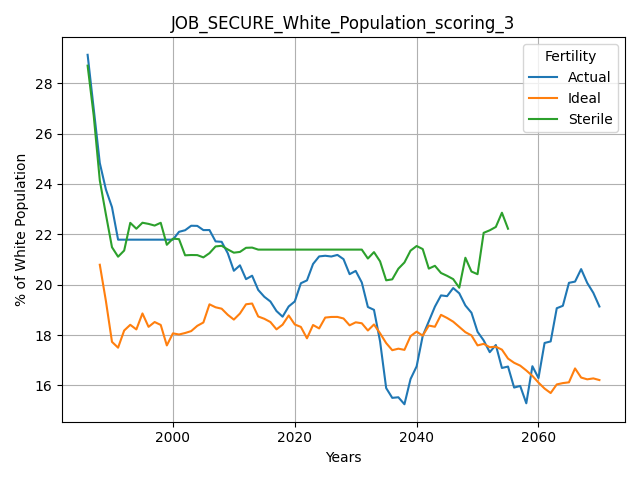 JOB_SECURE_White_Population_scoring_3
Fertility
Actual
Ideal
Sterile
% of White Population
28
26
24
22
20
18
16
2000
2020
2040
2060
Years